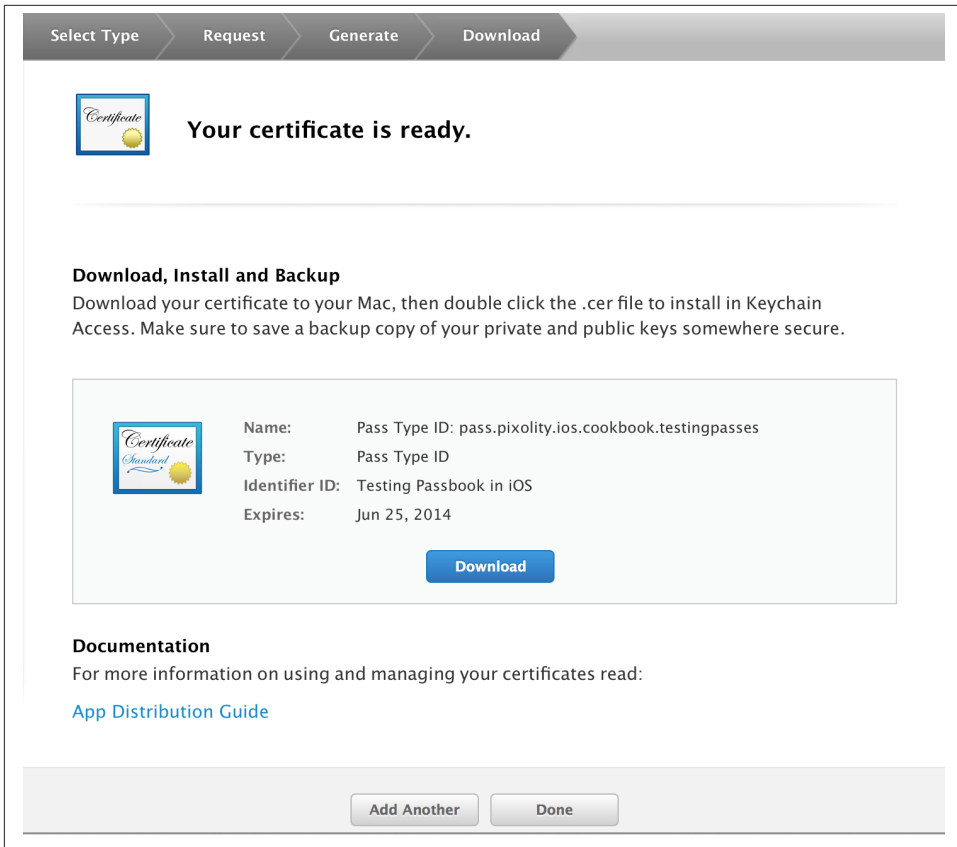 Select Type Request Generate Download
Certificate
Your certificate is ready.
Download, Install and Backup
Download your certificate to your Mac, then double click the .cer file to install in Keychain
Access. Make sure to save a backup copy of your private and public keys somewhere secure.
Certificate
Standard
Name: Pass Type ID: pass.pixolity.ios.cookbook.testingpasses
Type: Pass Type ID
Identifier ID: Testing Passbook in iOS
Expires: Jun 25, 2014
Download
Documentation
For more information on using and managing your certificates read:
App Distribution Guide
Add Another Done